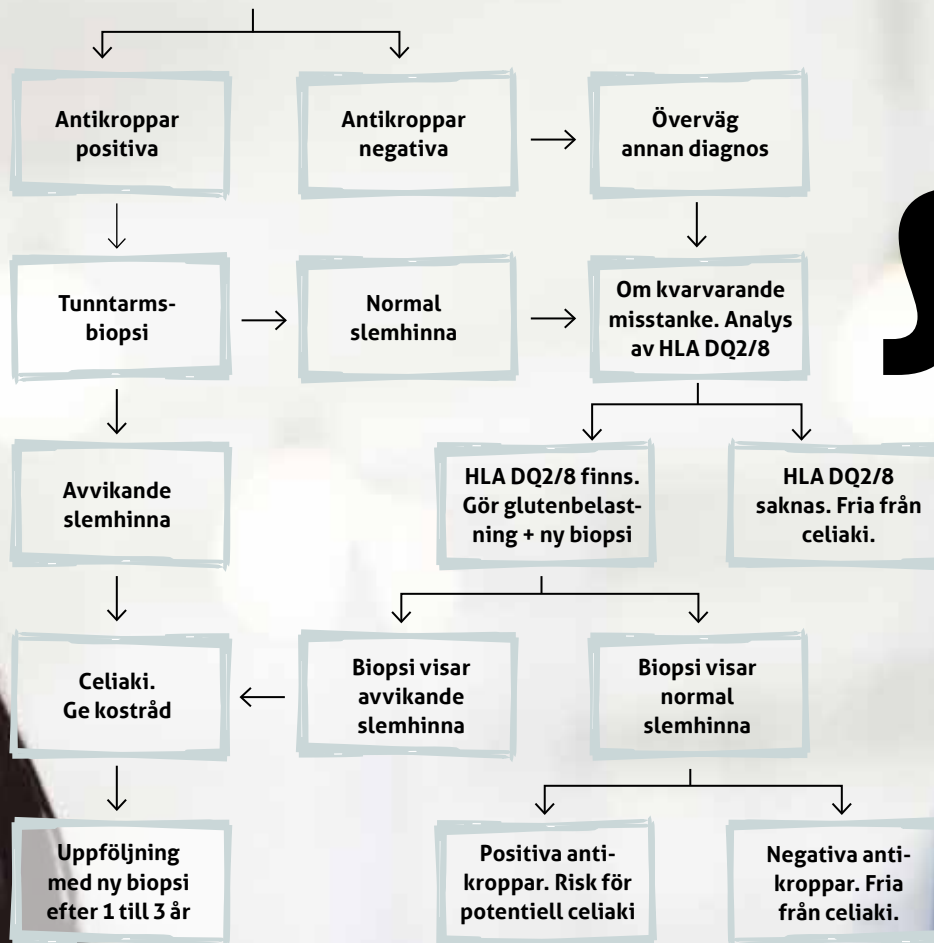 Antikroppar
positiva
Antikroppar
negativa
Överväg
annan diagnos
Tunntarms-
biopsi
Normal
slemhinna
Om kvarvarande
misstanke. Analys
av HLA DQ2/8
Avvikande
slemhinna
HLA DQ2/8 finns.
Gör glutenbelast-
ning + ny biopsi
HLA DQ2/8
saknas. Fria från
celiaki.
Celiaki.
Ge kostråd
Biopsi visar
avvikande
slemhinna
Biopsi visar
normal
slemhinna
Uppföljning
med ny biopsi
efter 1 till 3 år
Positiva anti-
kroppar. Risk för
potentiell celiaki
Negativa anti-
kroppar. Fria
från celiaki.